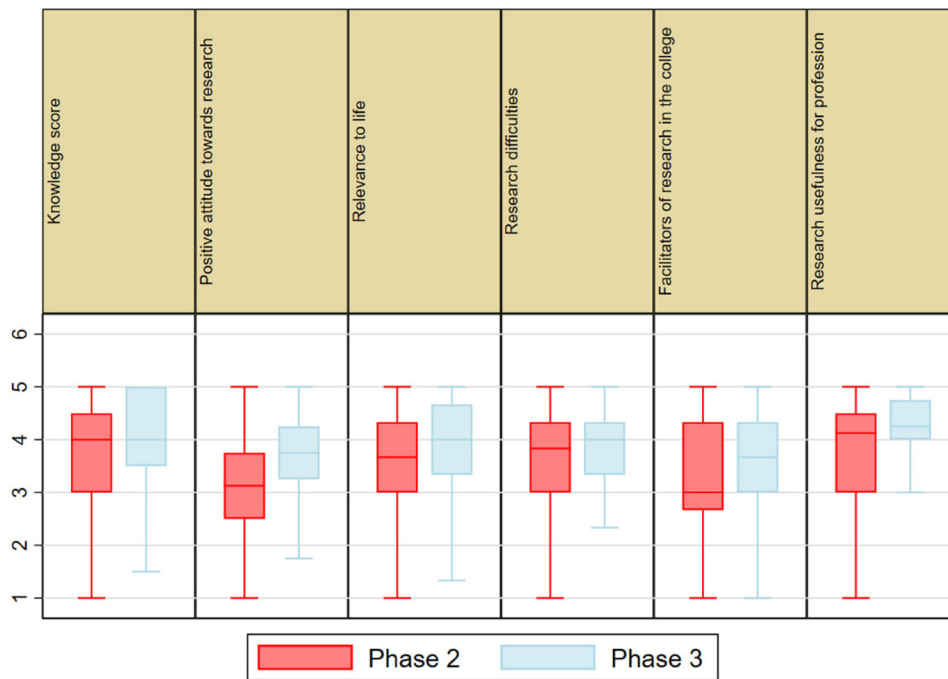 Knowledge score
Positive attitude towards research
Relevance to life
Research difficulties
Facilitators of research in the college
Research usefulness for profession
6
5
4
3
2
1
Phase 2
Phase 3